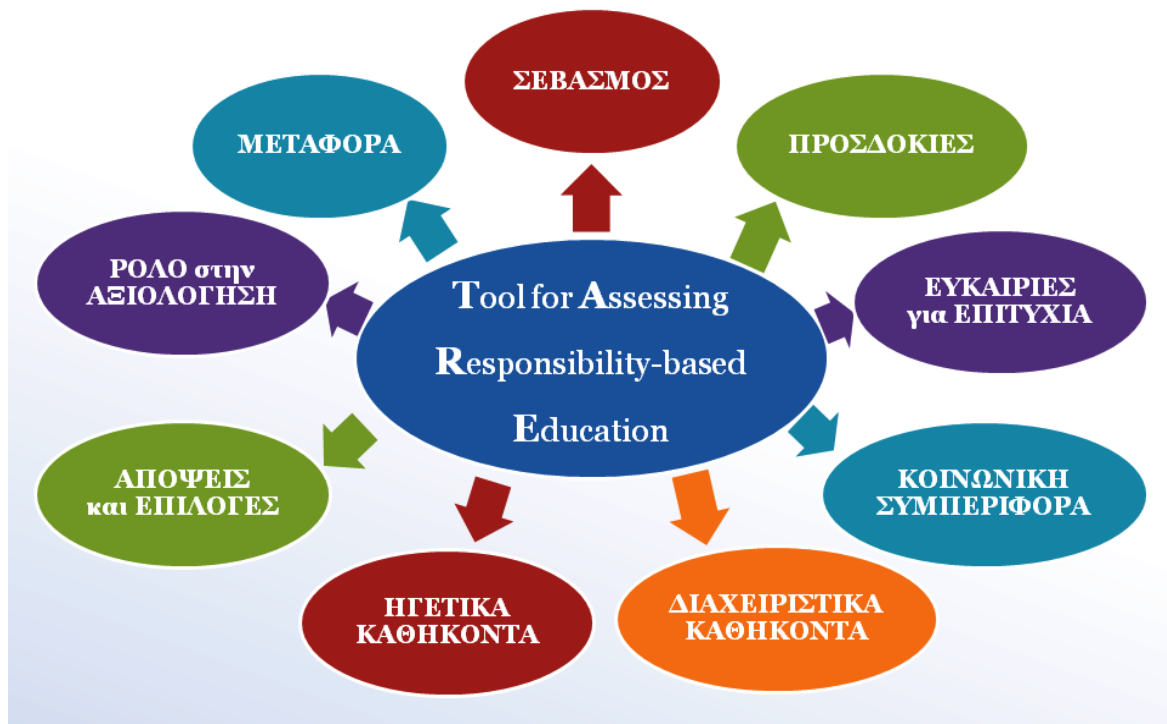 ΣΕΒΑΣΜΟΣ
ΠΡΟΣΔΟΚΙΕΣ
ΕΥΚΑΙΡΙΕΣ
για ΕΠΙΤΥΧΙΑ
ΚΟΙΝΩΝΙΚΗ
ΣΥΜΠΕΡΙΦΟΡΑ
ΔΙΑΧΕΙΡΙΣΤΙΚΑ
ΚΑΘΗΚΟΝΤΑ
ΗΓΕΤΙΚΑ
ΚΑΘΗΚΟΝΤΑ
ΑΠΟΨΕΙΣ
και ΕΠΙΛΟΓΕΣ
ΡΟΛΟ στην
ΑΞΙΟΛΟΓΗΣΗ
ΜΕΤΑΦΟΡΑ
Tool for Assessing
Responsibility-based
Education